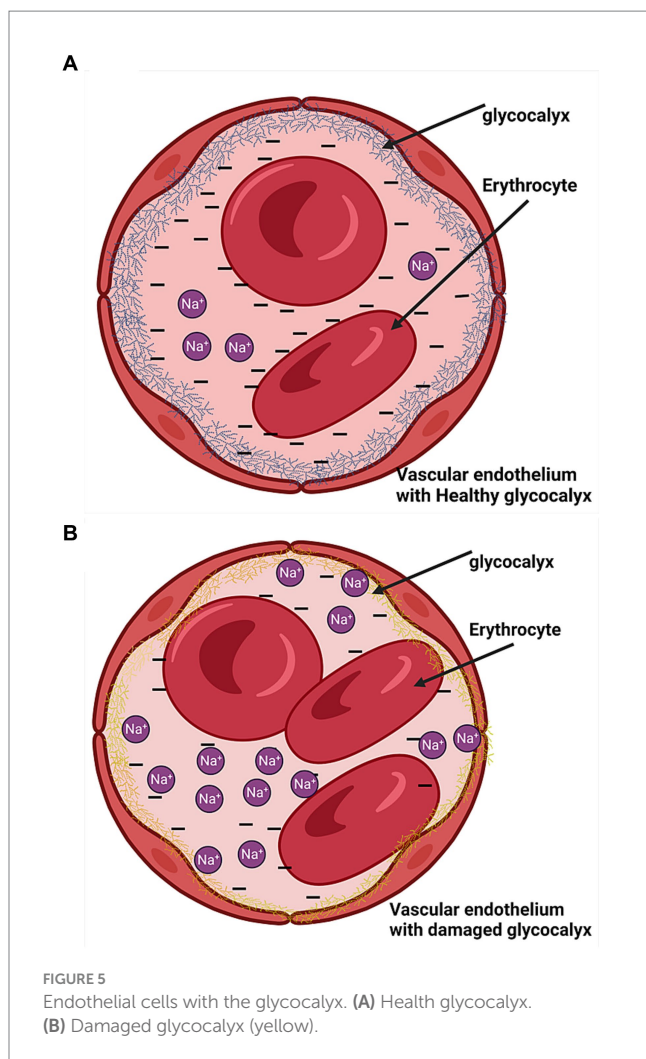 A
glycocalyx
Erythrocyte
Na⁺
Na⁺
Na⁺ Na⁺
Vascular endothelium
with Healthy glycocalyx
B
Na⁺ Na⁺
glycocalyx
Na⁺
Erythrocyte
Na⁺
Na⁺ Na⁺
Na⁺ Na⁺
Na⁺ Na⁺
Na⁺ Na⁺ Na⁺
Na⁺ Na⁺
Vascular endothelium
with damaged glycocalyx
FIGURE 5
Endothelial cells with the glycocalyx. (A) Health glycocalyx.
(B) Damaged glycocalyx (yellow).